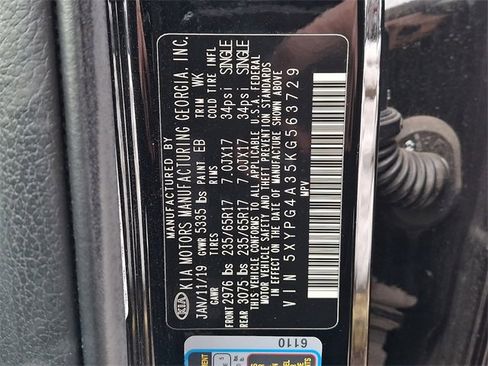 KIA
MANUFACTURED BY
KIA MOTORS MANUFACTURING GEORGIA, INC.
JAN/11/19 GVWR 5335 lbs PAINT EB TRIM WK
GAWR TIRES RIMS COLD TIRE INFL
FRONT 2976 lbs 235/65R17 7.0JX17 34psi SINGLE
REAR 3075 lbs 235/65R17 7.0JX17 34psi SINGLE
THIS VEHICLE CONFORMS TO ALL APPLICABLE U.S.A. FEDERAL
MOTOR VEHICLE SAFETY, BUMPER, AND THEFT PREVENTION STANDARDS
IN EFFECT ON THE DATE OF MANUFACTURE SHOWN ABOVE.
VIN 5XYPG4A35KG563729
MPV
6110